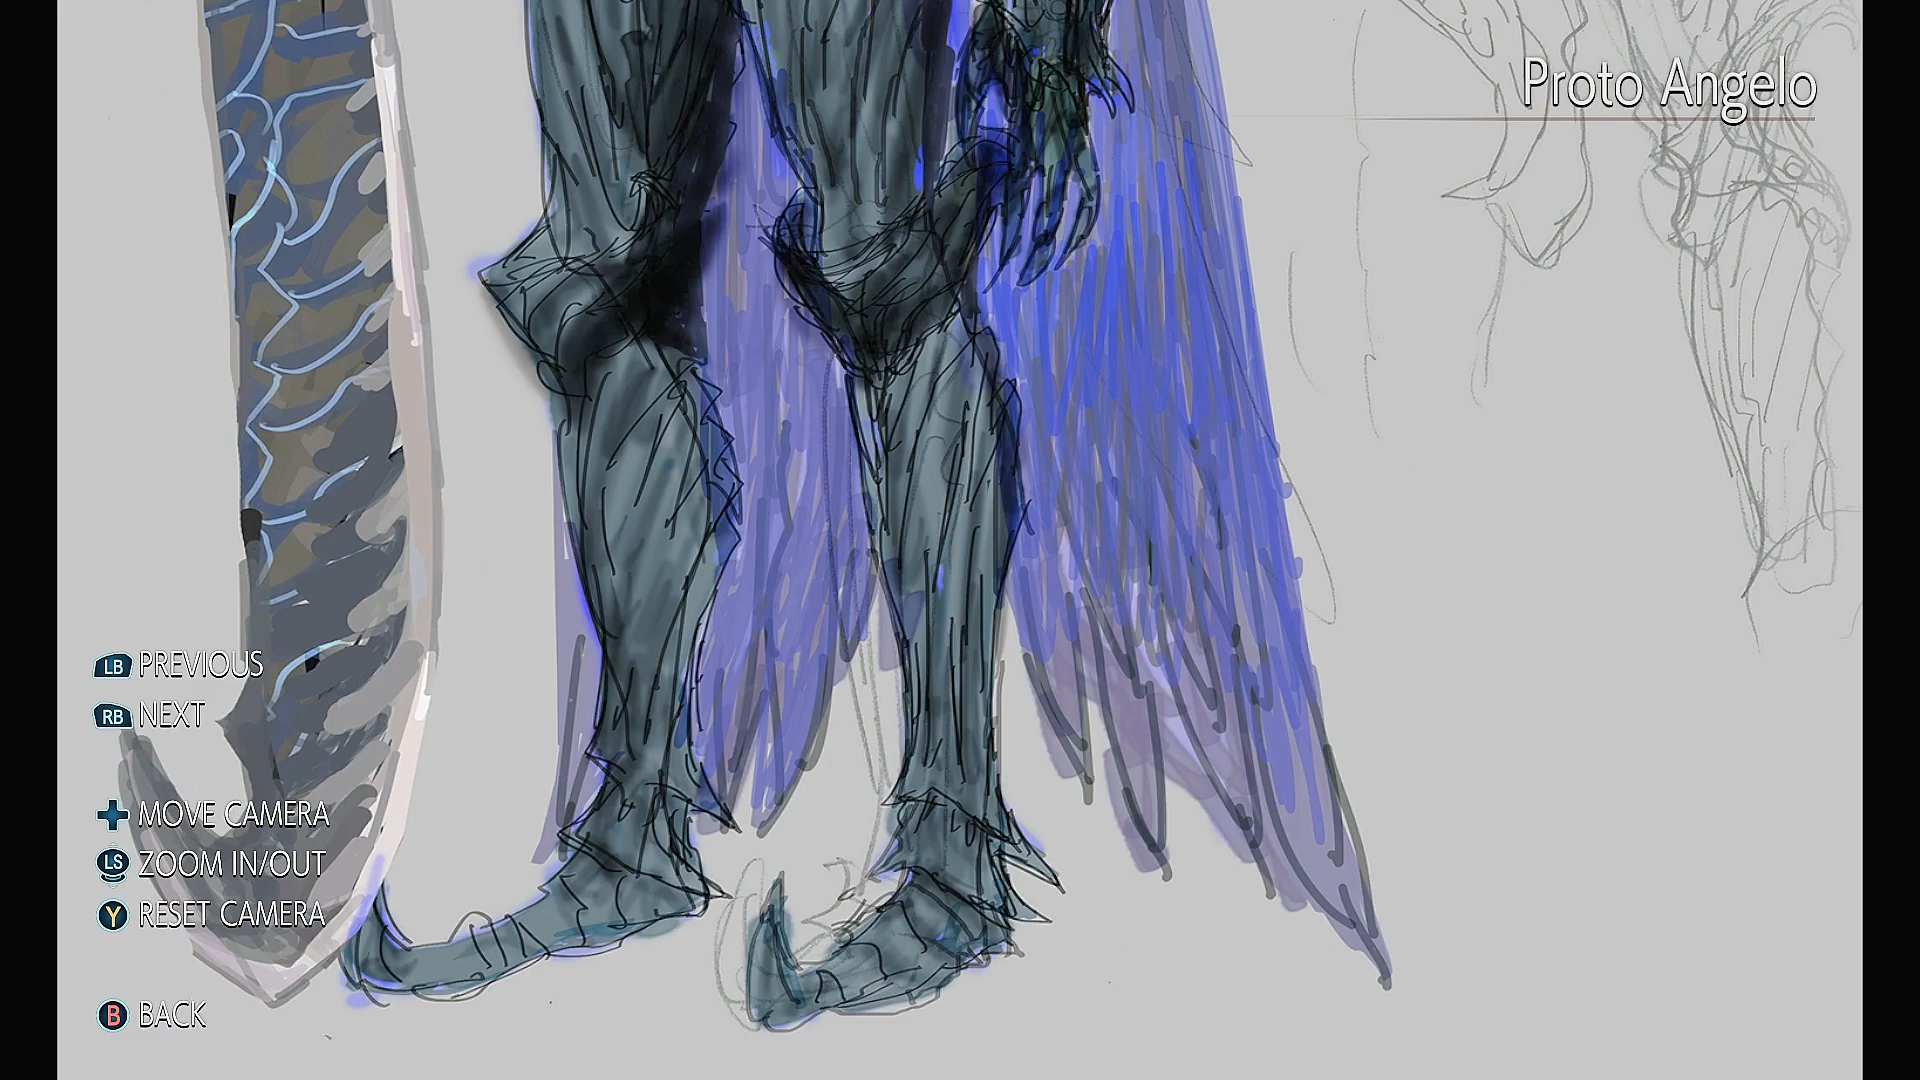 Proto Angelo
LB PREVIOUS
RB NEXT
MOVE CAMERA
LS ZOOM IN/OUT
Y RESET CAMERA
B BACK